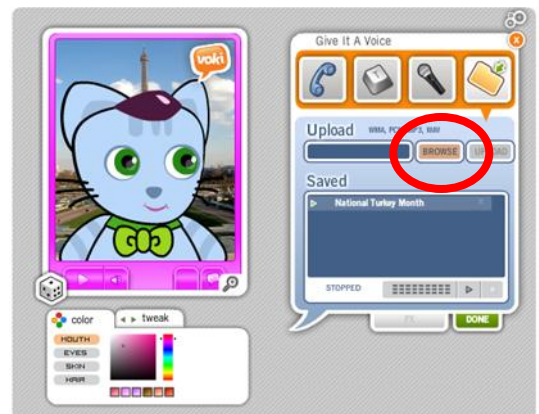 Give It A Voice
voki
Upload WMA, PCM, MP3, WAV
BROWSE
UPLOAD
Saved
National Turkey Month
STOPPED
DONE
color
tweak
MOUTH
EYES
SKIN
HAIR